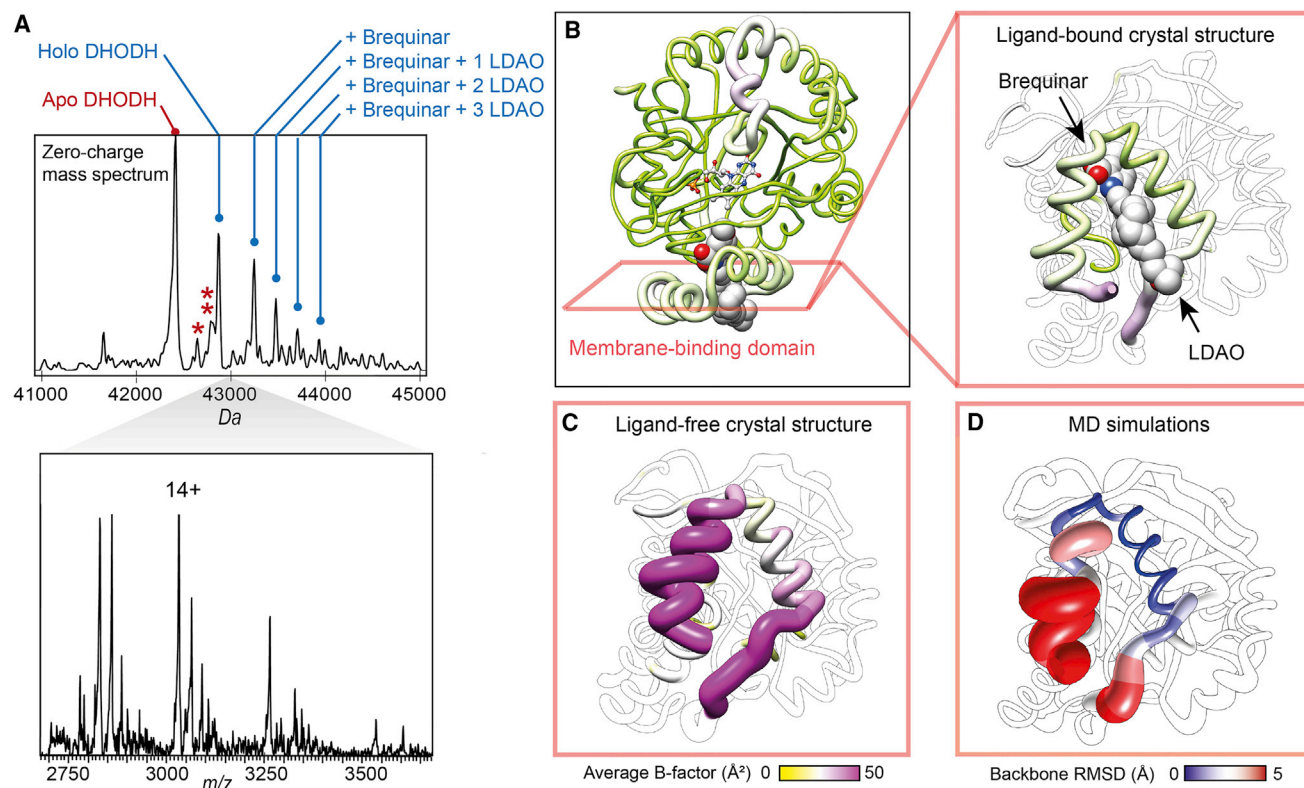 A
Holo DHODH
Apo DHODH
+ Brequinar
+ Brequinar + 1 LDAO
+ Brequinar + 2 LDAO
+ Brequinar + 3 LDAO
Zero-charge
mass spectrum
*
* *
41000 42000 43000 44000 45000
Da
14+
2750 3000 3250 3500
m/z
B
Membrane-binding domain
Ligand-bound crystal structure
Brequinar
LDAO
C Ligand-free crystal structure
Average B-factor (Å²) 0 50
D MD simulations
Backbone RMSD (Å) 0 5